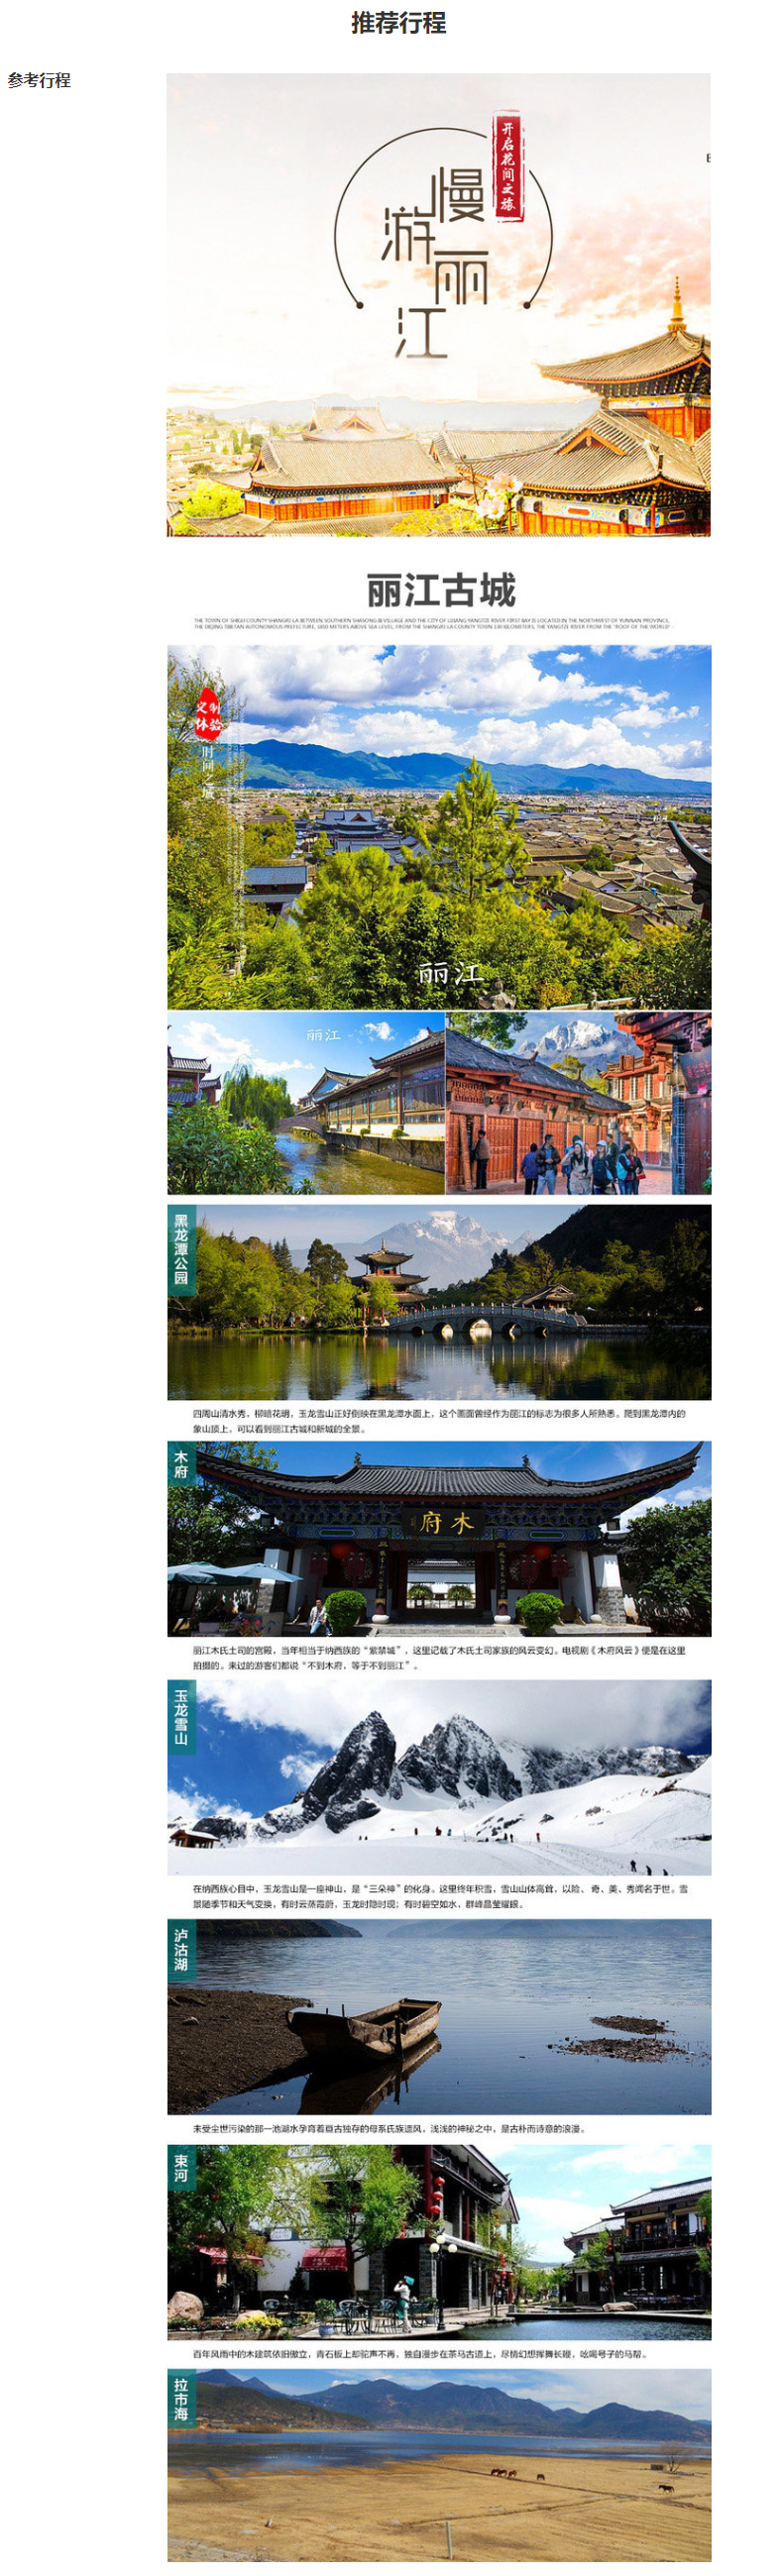 推荐行程
参考行程
开启花间之旅
慢游丽江
丽江古城
THE TOWN OF SHIGU COUNTY SHANGRI-LA BETWEEN SOUTHERN SHASONG BI VILLAGE AND THE CITY OF LIJIANG YANGTZE RIVER FIRST BAY IS LOCATED IN THE NORTHWEST OF YUNNAN PROVINCE,
THE DEQING TIBETAN AUTONOMOUS PREFECTURE, 1850 METERS ABOVE SEA LEVEL, FROM THE SHANGRI-LA COUNTY TOWN 130 KILOMETERS, THE YANGTZE RIVER FROM THE "ROOF OF THE WORLD" -
定制
体验
时间
丽江
丽江
黑龙潭公园
四周山清水秀，柳暗花明，玉龙雪山正好倒映在黑龙潭水面上，这个画面曾经作为丽江的标志为很多人所熟悉。爬到黑龙潭内的
象山顶上，可以看到丽江古城和新城的全景。
木府
府木
丽江木氏土司的宫殿，当年相当于纳西族的“紫禁城”，这里记载了木氏土司家族的风云变幻。电视剧《木府风云》便是在这里
拍摄的。来过的游客们都说“不到木府，等于不到丽江”。
玉龙雪山
在纳西族心目中，玉龙雪山是一座神山，是“三朵神”的化身。这里终年积雪，雪山山体高耸，以险、奇、美、秀闻名于世。雪
景随季节和天气变换，有时云蒸霞蔚，玉龙时隐时现；有时碧空如水，群峰晶莹耀银。
泸沽湖
未受尘世污染的那一池湖水孕育着亘古独存的母系氏族遗风，浅浅的神秘之中，是古朴而诗意的浪漫。
束河
百年风雨中的木建筑依旧傲立，青石板上却驼声不再，独自漫步在茶马古道上，尽情幻想挥舞长鞭，吆喝号子的马帮。
拉市海